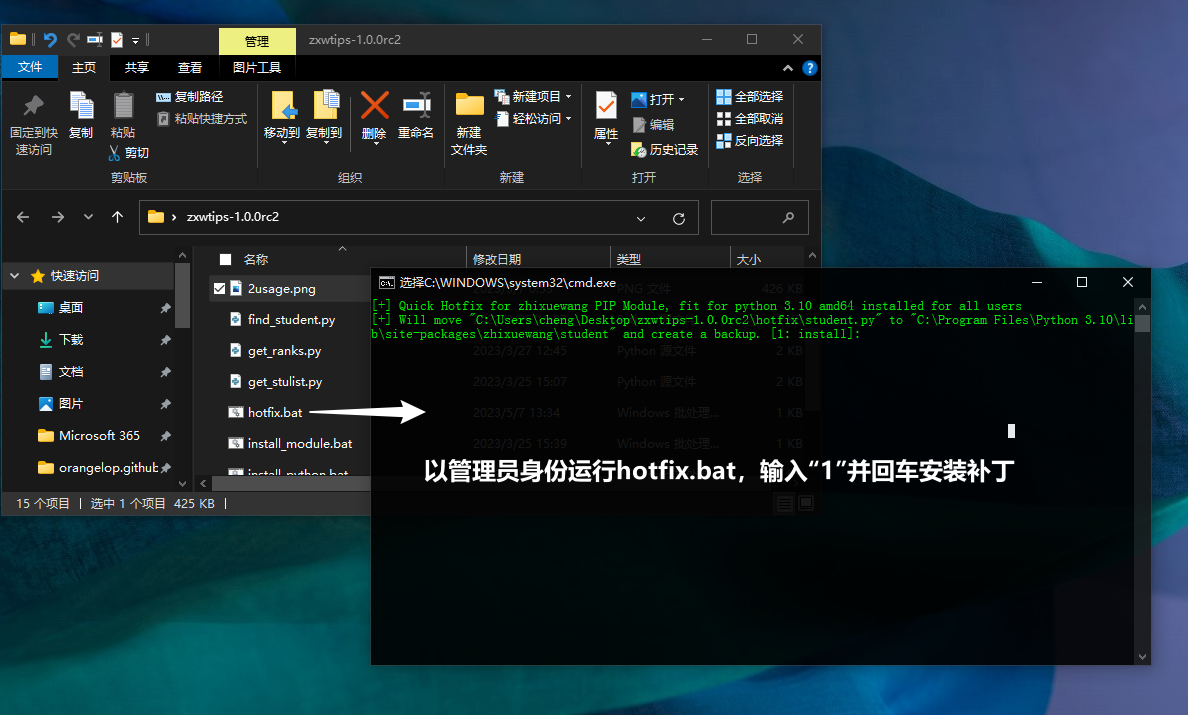 管理
zxwtips-1.0.0rc2
文件
主页
共享
查看
图片工具
固定到快速访问
复制
粘贴
复制路径
粘贴快捷方式
剪切
剪贴板
移动到
复制到
删除
重命名
组织
新建文件夹
新建项目
轻松访问
新建
属性
打开
编辑
历史记录
打开
全部选择
全部取消
反向选择
选择
zxwtips-1.0.0rc2
快速访问
桌面
下载
文档
图片
Microsoft 365
orangelop.github
名称
修改日期
类型
大小
2usage.png
PNG 文件
426 KB
find_student.py
get_ranks.py
2023/3/27 12:45
Python 源文件
2 KB
get_stulist.py
2023/3/25 15:07
Python 源文件
2 KB
hotfix.bat
2023/5/7 13:34
Windows 批处理...
1 KB
install_module.bat
2023/3/25 15:39
Windows 批处理...
1 KB
install_python.bat
15 个项目
选中 1 个项目 425 KB
选择C:\WINDOWS\system32\cmd.exe
[+] Quick Hotfix for zhixuewang PIP Module, fit for python 3.10 amd64 installed for all users
[+] Will move "C:\Users\cheng\Desktop\zxwtips-1.0.0rc2\hotfix\student.py" to "C:\Program Files\Python 3.10\li
b\site-packages\zhixuewang\student" and create a backup. [1: install]:
以管理员身份运行hotfix.bat，输入“1”并回车安装补丁